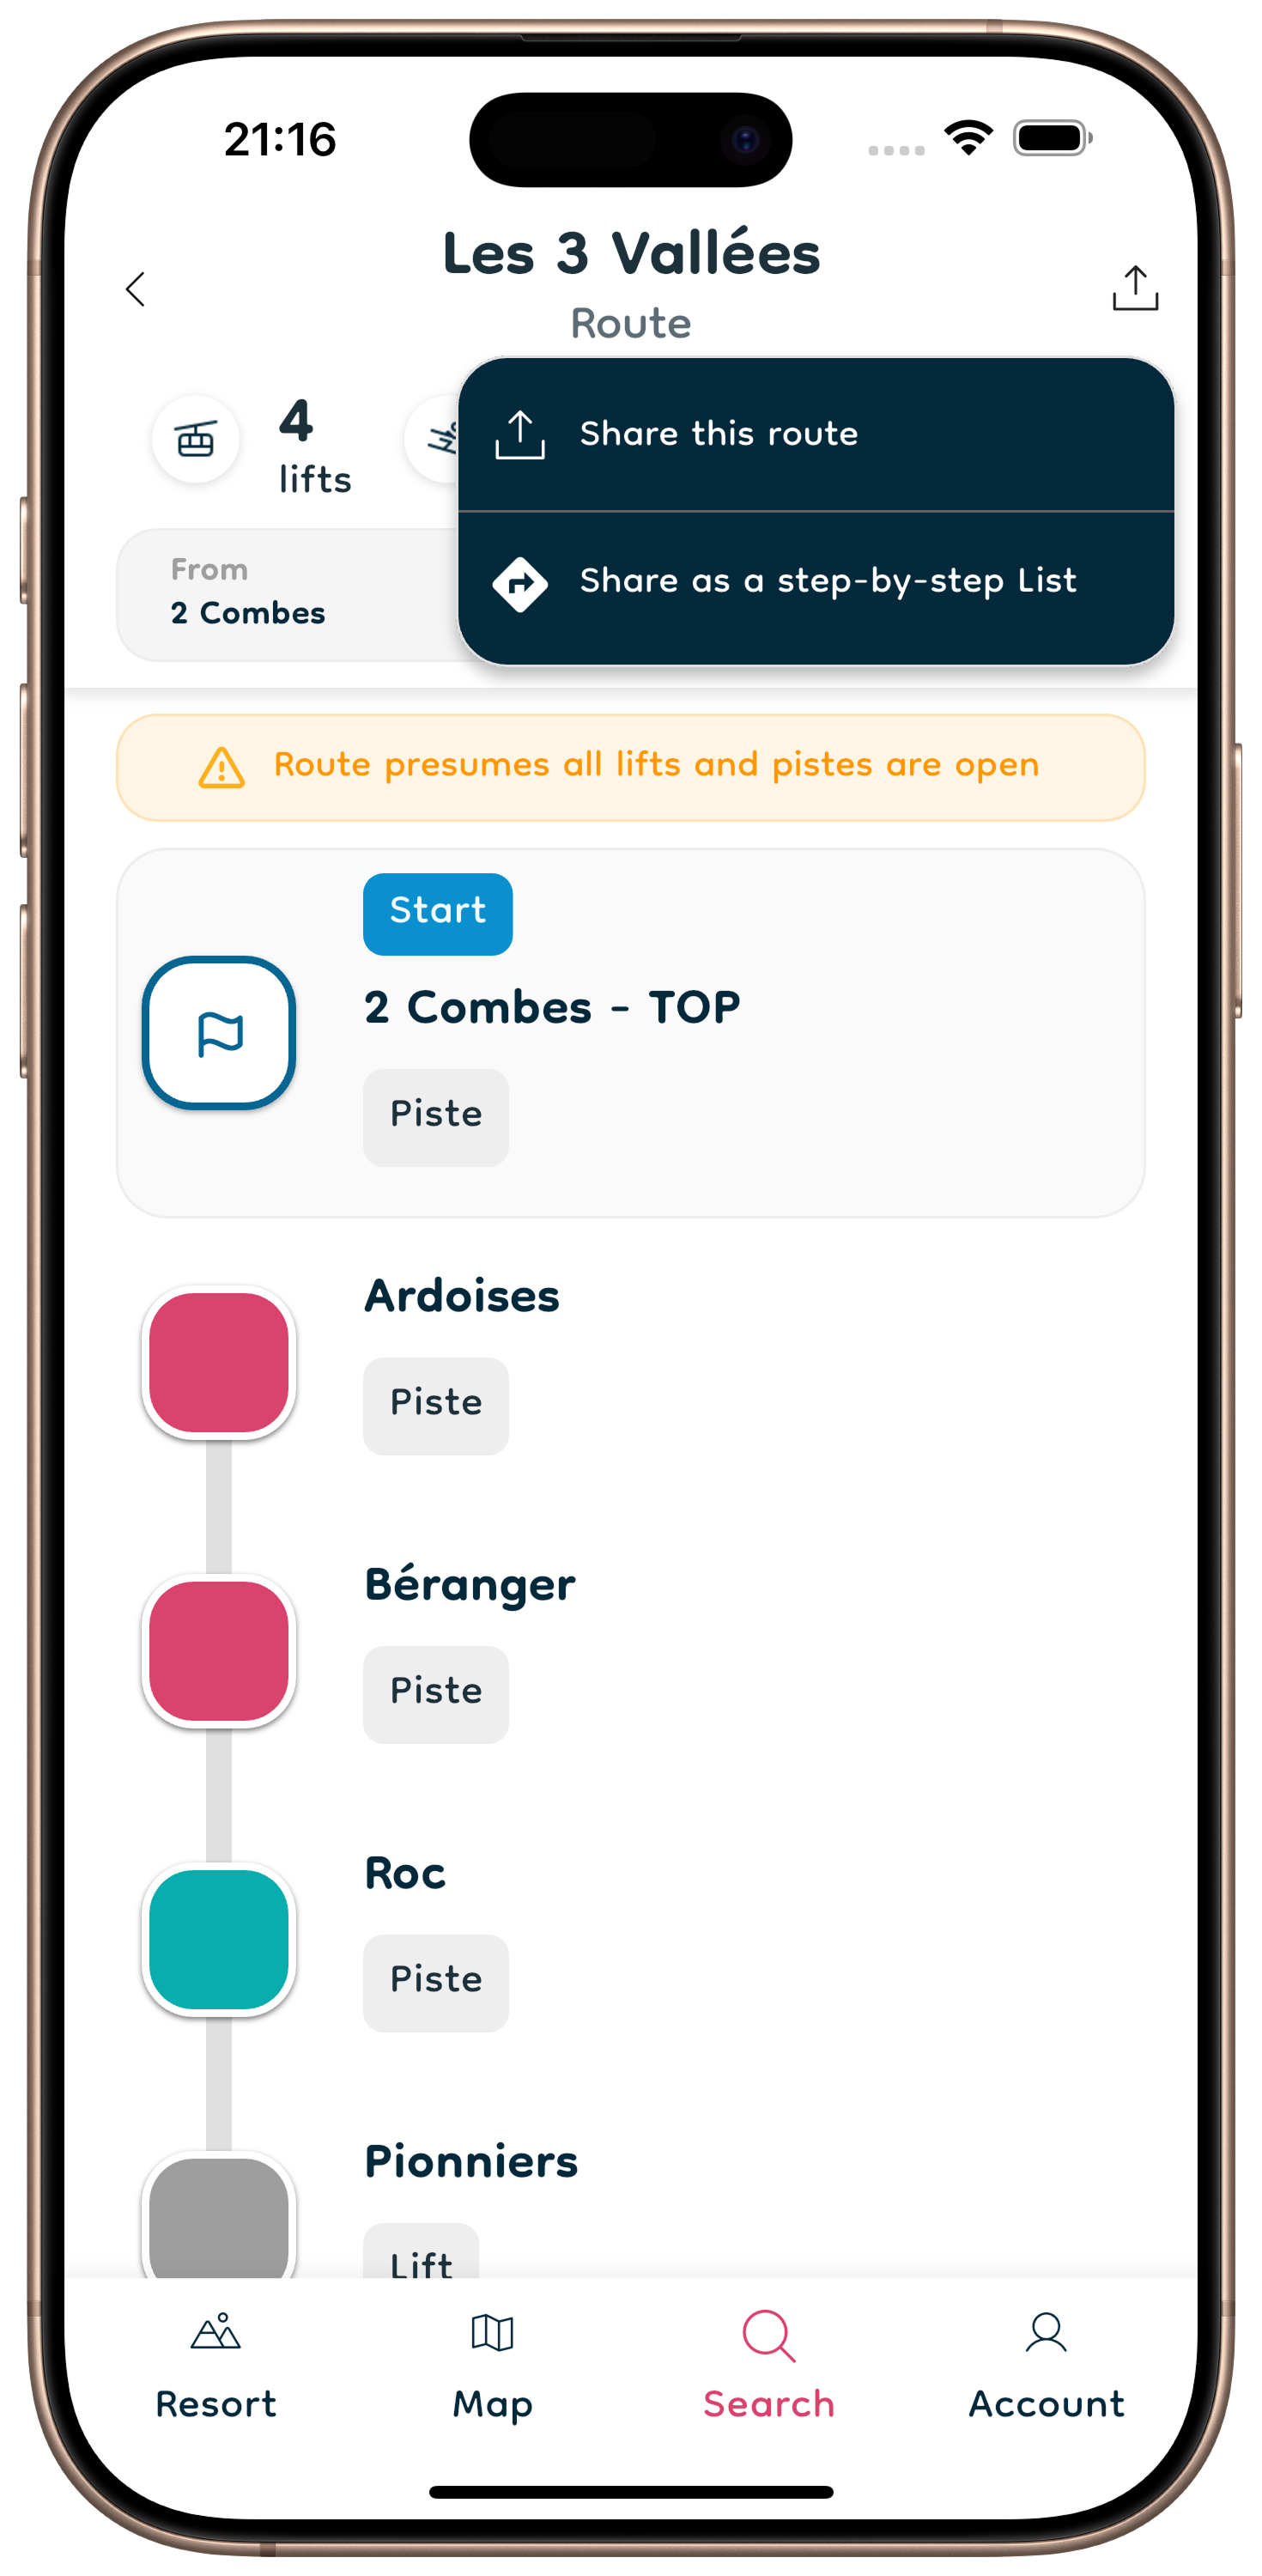 21:16
Les 3 Vallées
Route
4
lifts
Share this route
Share as a step-by-step List
From
2 Combes
Route presumes all lifts and pistes are open
Start
2 Combes - TOP
Piste
Ardoises
Piste
Béranger
Piste
Roc
Piste
Pionniers
Lift
Resort
Map
Search
Account